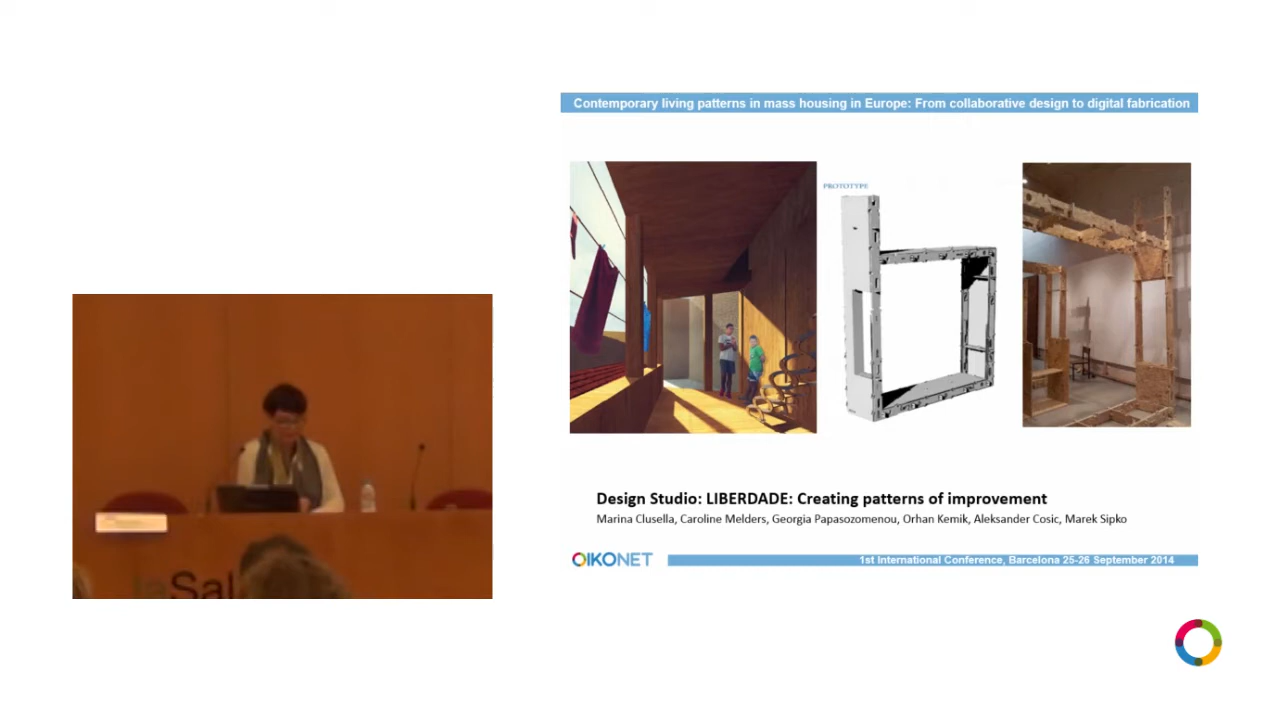 Contemporary living patterns in mass housing in Europe: From collaborative design to digital fabrication
PROTOTYPE
Design Studio: LIBERDADE: Creating patterns of improvement
Marina Clusella, Caroline Melders, Georgia Papasozomenou, Orhan Kemik, Aleksander Cosic, Marek Sipko
OIKONET
1st International Conference, Barcelona 25-26 September 2014
laSal